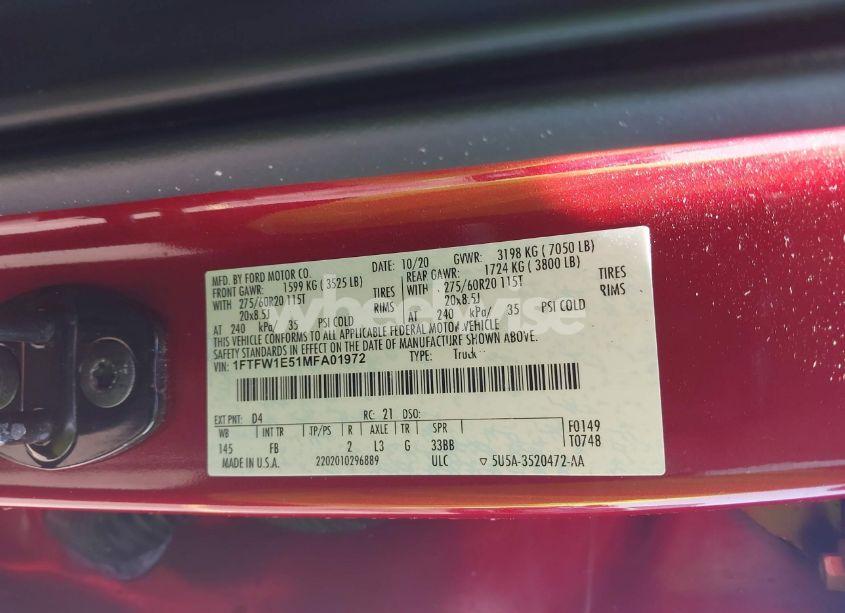 MFD. BY FORD MOTOR CO. DATE: 10/20 GVWR: 3198 KG ( 7050 LB)
FRONT GAWR: 1599 KG ( 3525 LB) REAR GAWR: 1724 KG ( 3800 LB)
WITH 275/60R20 115T TIRES WITH 275/60R20 115T TIRES
20x8.5J RIMS 20x8.5J RIMS
AT 240 kPa/ 35 PSI COLD AT 240 kPa/ 35 PSI COLD
THIS VEHICLE CONFORMS TO ALL APPLICABLE FEDERAL MOTOR VEHICLE
SAFETY STANDARDS IN EFFECT ON THE DATE OF MANUFACTURE SHOWN ABOVE.
VIN: 1FTFW1E51MFA01972 TYPE: Truck
EXT PNT: D4 RC: 21 DSO:
WB INT TR TP/PS R AXLE TR SPR F0149
145 FB 2 L3 G 33BB T0748
MADE IN U.S.A. 2202010296889 ULC ▽ 5U5A-3520472-AA